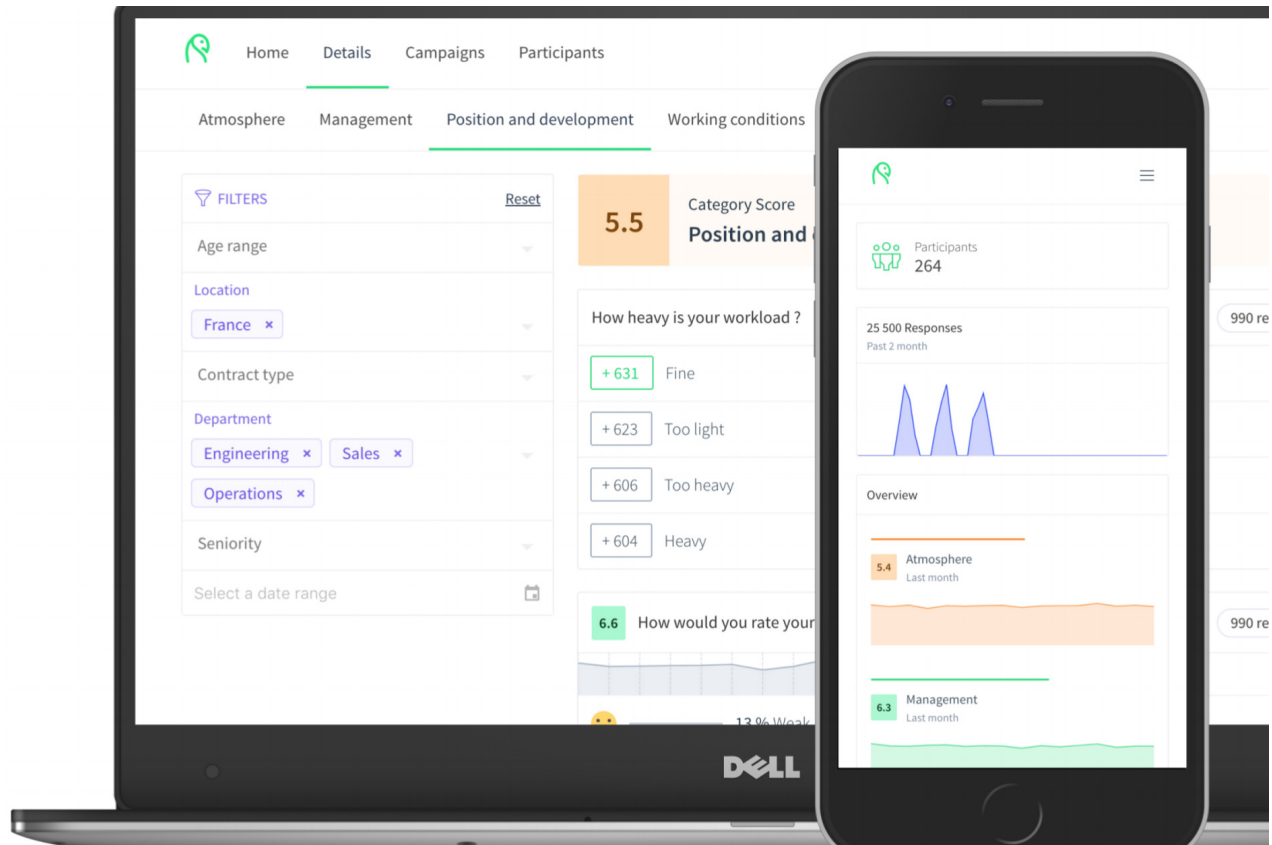 Home Details Campaigns Participants
Atmosphere Management Position and development Working conditions
FILTERS Reset
Age range
Location
France ×
Contract type
Department
Engineering × Sales ×
Operations ×
Seniority
Select a date range
5.5
Category Score
Position and
How heavy is your workload ?
990 re
+ 631 Fine
+ 623 Too light
+ 606 Too heavy
+ 604 Heavy
6.6 How would you rate your
990 re
13 % Weak
DELL
Participants
264
25 500 Responses
Past 2 month
Overview
5.4
Atmosphere
Last month
6.3
Management
Last month